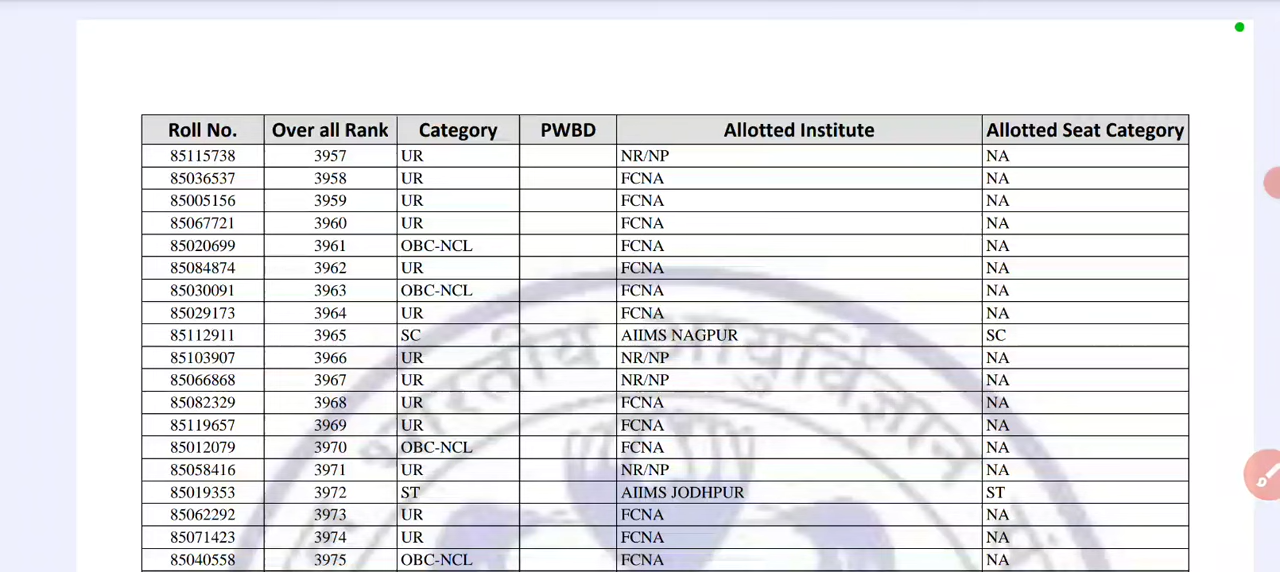 Roll No. Over all Rank Category PWBD Allotted Institute Allotted Seat Category
85115738 3957 UR NR/NP NA
85036537 3958 UR FCNA NA
85005156 3959 UR FCNA NA
85067721 3960 UR FCNA NA
85020699 3961 OBC-NCL FCNA NA
85084874 3962 UR FCNA NA
85030091 3963 OBC-NCL FCNA NA
85029173 3964 UR FCNA NA
85112911 3965 SC AIIMS NAGPUR SC
85103907 3966 UR NR/NP NA
85066868 3967 UR NR/NP NA
85082329 3968 UR FCNA NA
85119657 3969 UR FCNA NA
85012079 3970 OBC-NCL FCNA NA
85058416 3971 UR NR/NP NA
85019353 3972 ST AIIMS JODHPUR ST
85062292 3973 UR FCNA NA
85071423 3974 UR FCNA NA
85040558 3975 OBC-NCL FCNA NA